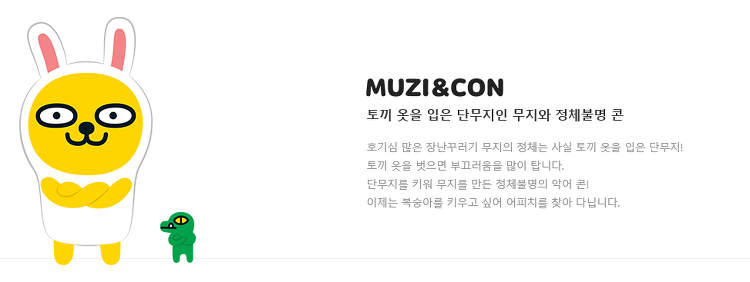 MUZI&CON
토끼 옷을 입은 단무지인 무지와 정체불명 콘
호기심 많은 장난꾸러기 무지의 정체는 사실 토끼 옷을 입은 단무지!
토끼 옷을 벗으면 부끄러움을 많이 탑니다.
단무지를 키워 무지를 만든 정체불명의 악어 콘!
이제는 복숭아를 키우고 싶어 어피치를 찾아 다닙니다.